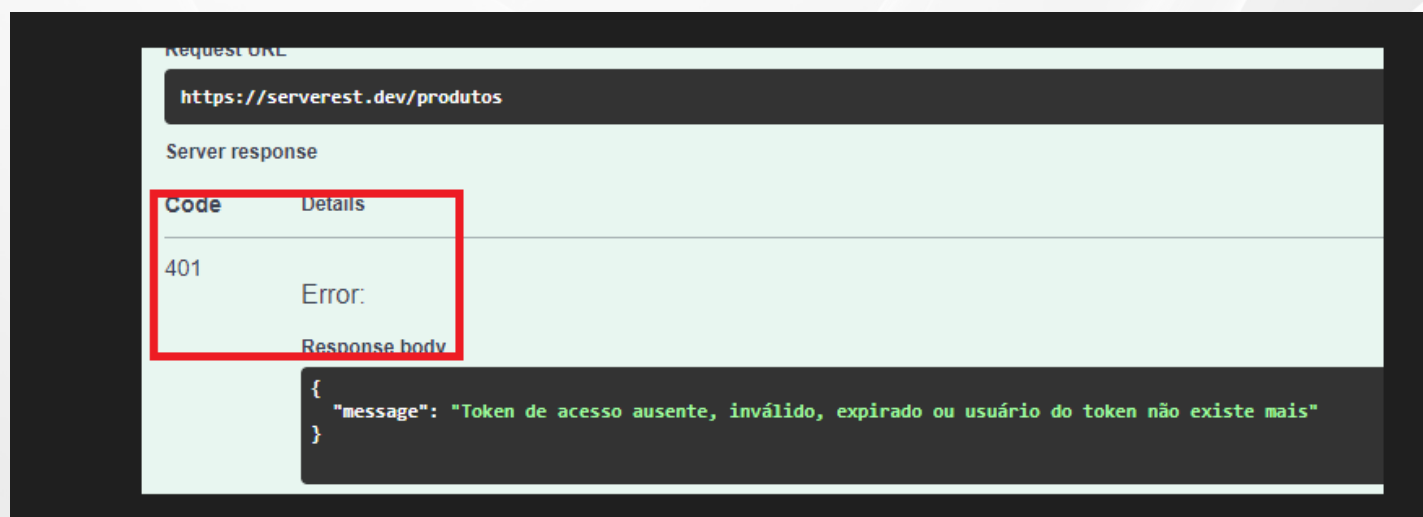 Request URL
https://serverest.dev/produtos
Server response
Code Details
401
Error:
Response body
{
"message": "Token de acesso ausente, inválido, expirado ou usuário do token não existe mais"
}